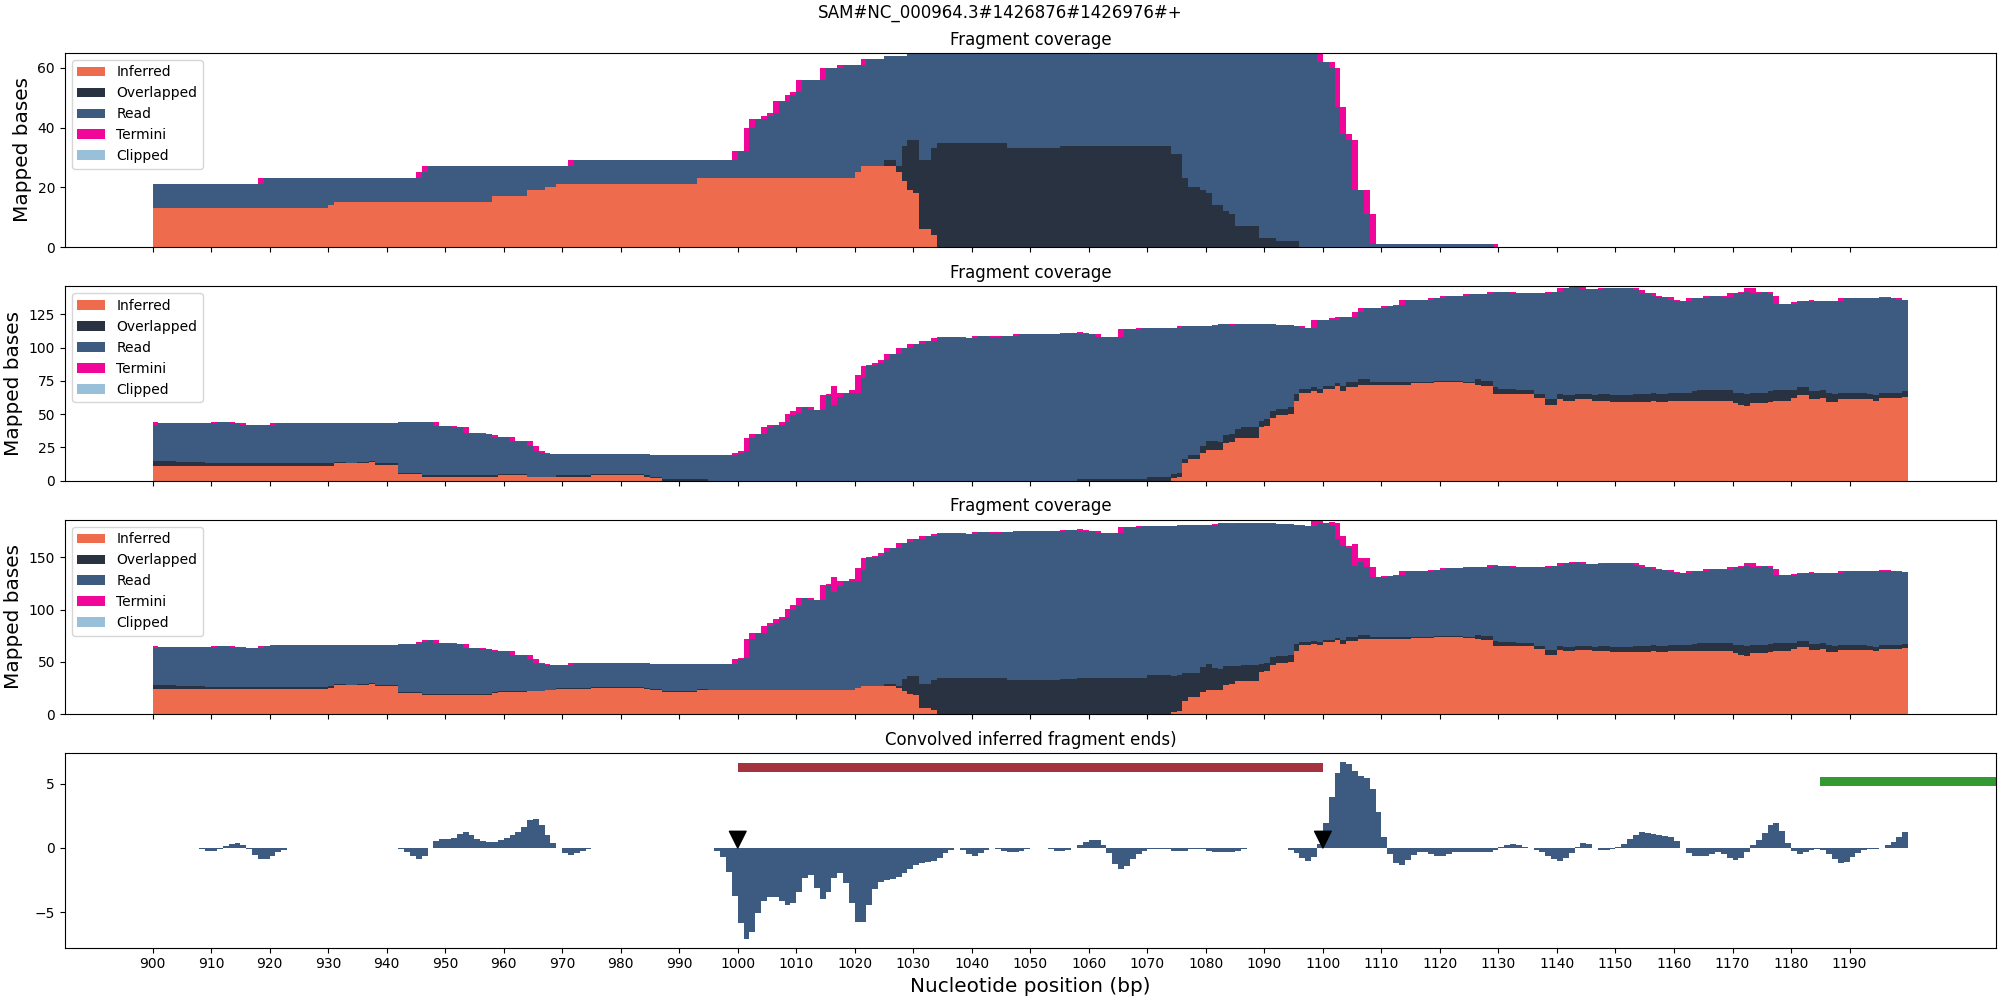 SAM#NC_000964.3#1426876#1426976#+
Fragment coverage
Mapped bases
60
40
20
0
Inferred
Overlapped
Read
Termini
Clipped
Fragment coverage
Mapped bases
125
100
75
50
25
0
Inferred
Overlapped
Read
Termini
Clipped
Fragment coverage
Mapped bases
150
100
50
0
Inferred
Overlapped
Read
Termini
Clipped
Convolved inferred fragment ends)
5
0
−5
900 910 920 930 940 950 960 970 980 990 1000 1010 1020 1030 1040 1050 1060 1070 1080 1090 1100 1110 1120 1130 1140 1150 1160 1170 1180 1190
Nucleotide position (bp)